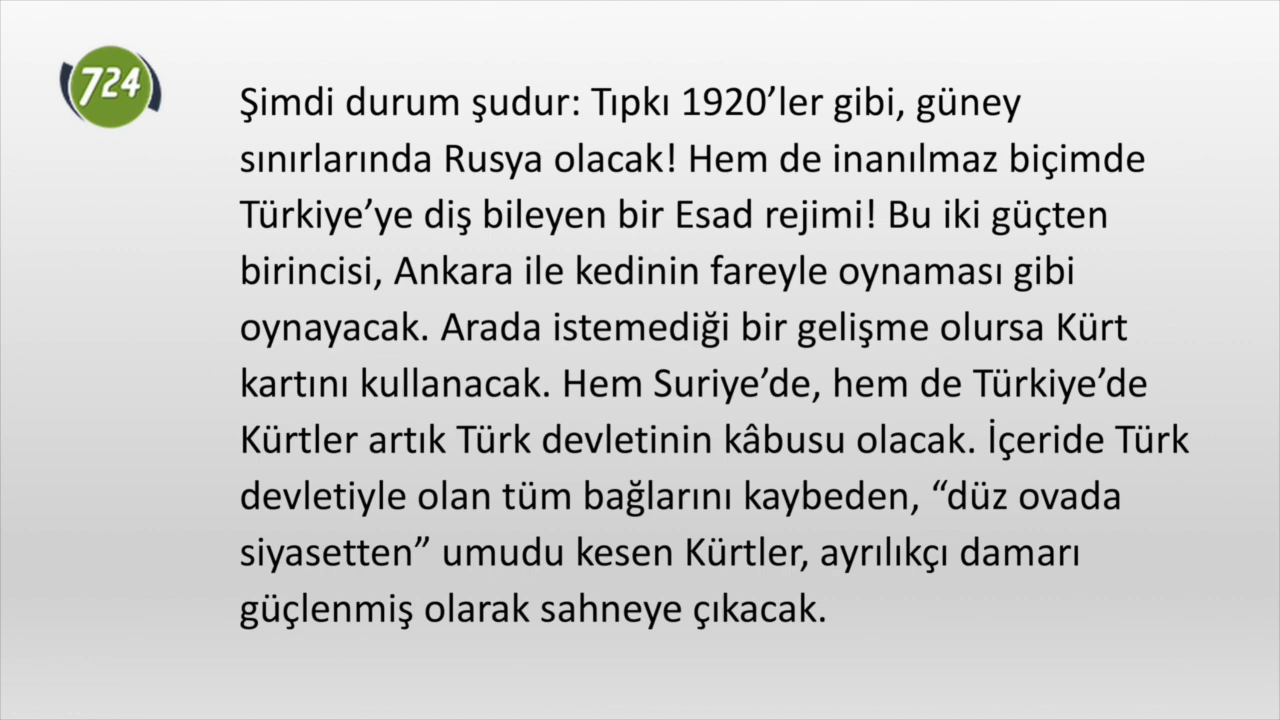 724
Şimdi durum şudur: Tıpkı 1920’ler gibi, güney
sınırlarında Rusya olacak! Hem de inanılmaz biçimde
Türkiye’ye diş bileyen bir Esad rejimi! Bu iki güçten
birincisi, Ankara ile kedinin fareyle oynaması gibi
oynayacak. Arada istemediği bir gelişme olursa Kürt
kartını kullanacak. Hem Suriye’de, hem de Türkiye’de
Kürtler artık Türk devletinin kâbusu olacak. İçeride Türk
devletiyle olan tüm bağlarını kaybeden, “düz ovada
siyasetten” umudu kesen Kürtler, ayrılıkçı damarı
güçlenmiş olarak sahneye çıkacak.